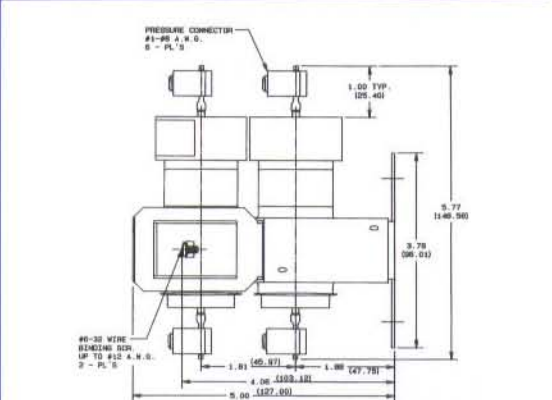 PRESSURE CONNECTOR
#1-#8 A.W.G.
6 - PL'S
1.00 TYP.
(25.40)
5.77
(146.56)
3.78
(96.01)
#6-32 WIRE
BINDING SCR.
UP TO #12 A.W.G.
2 - PL'S
1.81 (45.97)
1.88 (47.75)
4.06 (103.12)
5.00 (127.00)